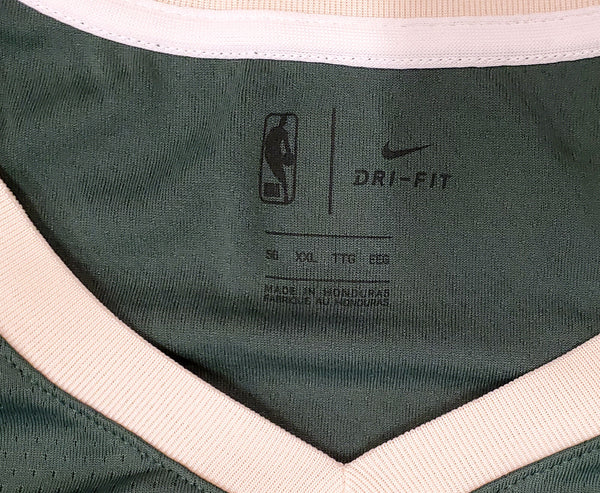 DRI-FIT
56 XXL TTG EEG
MADE IN HONDURAS
FABRIQUÉ AU HONDURAS